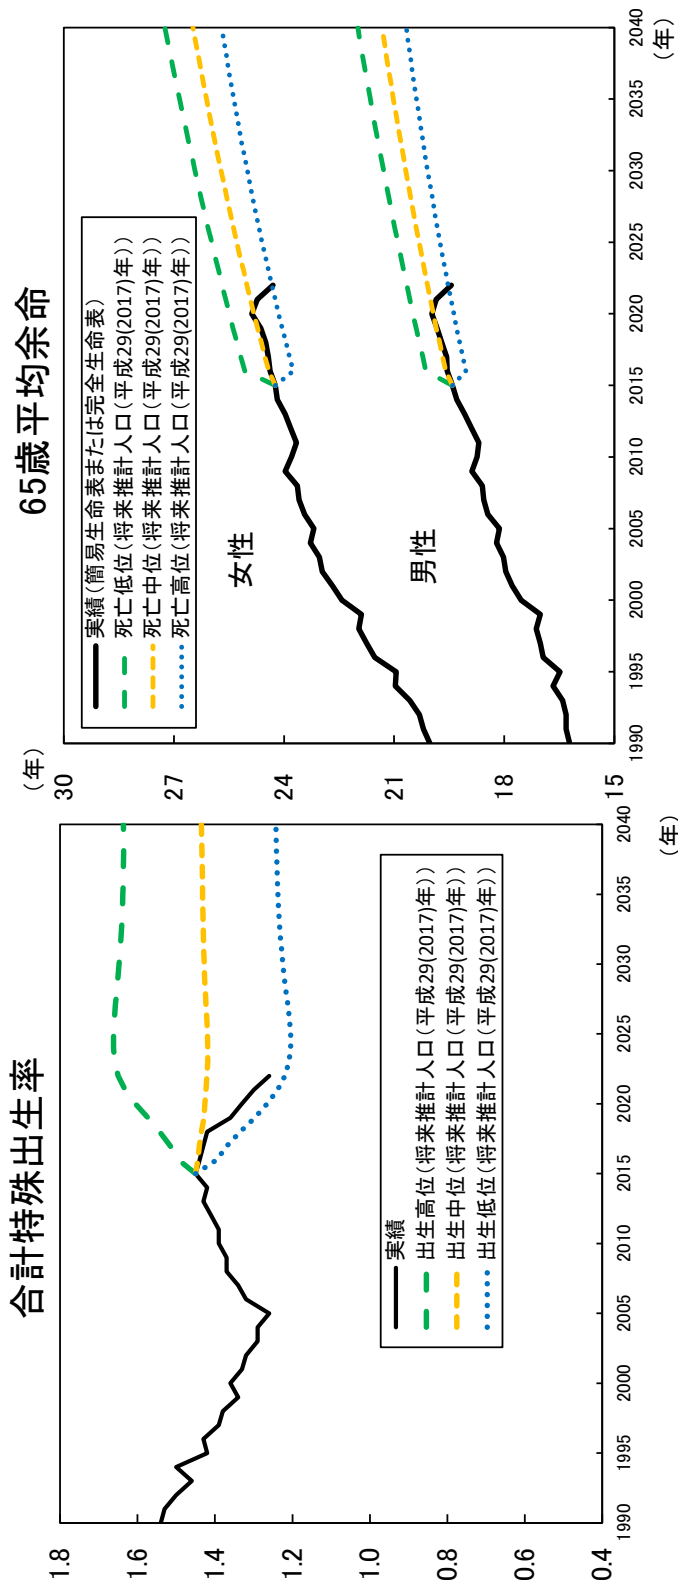 合計特殊出生率
1.8
1.6
1.4
1.2
1.0
0.8
0.6
0.4
1990
1995
2000
2005
2010
2015
2020
2025
2030
2035
2040
(年)
実績
出生高位(将来推計人口(平成29(2017)年))
出生中位(将来推計人口(平成29(2017)年))
出生低位(将来推計人口(平成29(2017)年))
65歳平均余命
(年)
30
27
24
21
18
15
実績(簡易生命表または完全生命表)
死亡低位(将来推計人口(平成29(2017)年))
死亡中位(将来推計人口(平成29(2017)年))
死亡高位(将来推計人口(平成29(2017)年))
女性
男性
1990
1995
2000
2005
2010
2015
2020
2025
2030
2035
2040
(年)